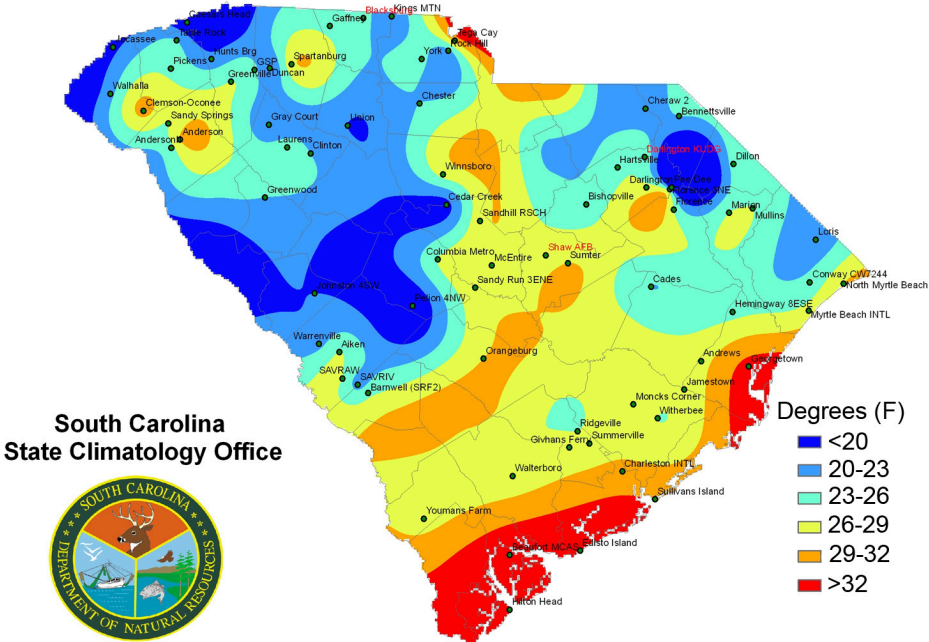 Caesars Head
Gaffney
Blacksburg
Kings MTN
Table Rock
Jocassee
Tega Cay
Rock Hill
Hunts Brg
York
Pickens
GSP
Duncan
Spartanburg
Greenville
Walhalla
Clemson-Oconee
Chester
Cheraw 2
Sandy Springs
Bennettsville
Gray Court
Union
Anderson
Laurens
Clinton
Winnsboro
Hartsville
Dillon
Greenwood
Darlington
Pee Dee
Cedar Creek
Bishopville
Florence
Marion
Mullins
Sandhill RSCH
Loris
Columbia Metro
McEntire
Shaw AFB
Sumter
Sandy Run 3ENE
Cades
Conway CW7244
North Myrtle Beach
Johnston 4SW
Pelion 4NW
Hemingway 8ESE
Myrtle Beach INTL
Warrenville
Aiken
Orangeburg
Andrews
Georgetown
SAVRAW
SAVRIV
Barnwell (SRF2)
Jamestown
Moncks Corner
Witherbee
Ridgeville
Givhans Ferry
Summerville
Walterboro
Charleston INTL
Sullivans Island
Youmans Farm
Beaufort MCAS
Edisto Island
Hilton Head
South Carolina
State Climatology Office
SOUTH CAROLINA
DEPARTMENT OF NATURAL RESOURCES
Degrees (F)
<20
20-23
23-26
26-29
29-32
>32